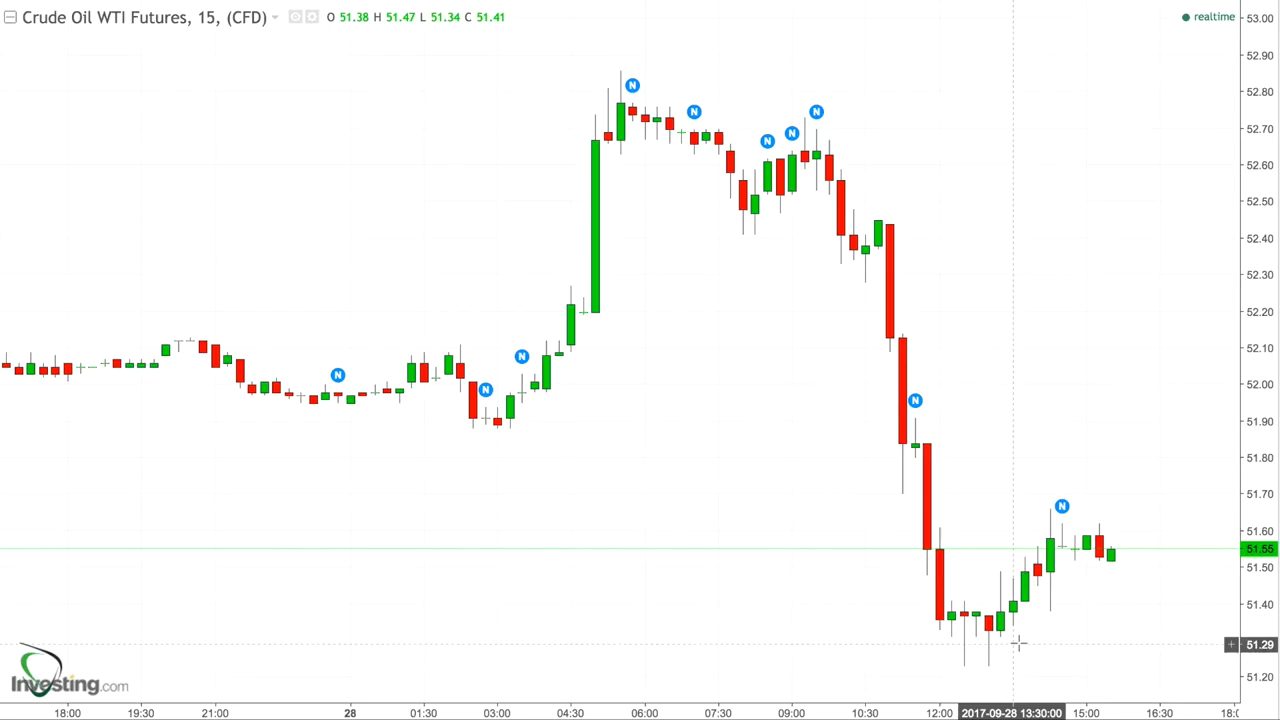 Crude Oil WTI Futures, 15, (CFD) O 51.38 H 51.47 L 51.34 C 51.41
realtime
53.00
52.90
52.80
52.70
52.60
52.50
52.40
52.30
52.20
52.10
52.00
51.90
51.80
51.70
51.60
51.55
51.50
51.40
+ 51.29
51.20
N
N
N
N
N
N
N
N
N
N
Investing.com
18:00 19:30 21:00 28 01:30 03:00 04:30 06:00 07:30 09:00 10:30 12:00 2017-09-28 13:30:00 15:00 16:30 18:0